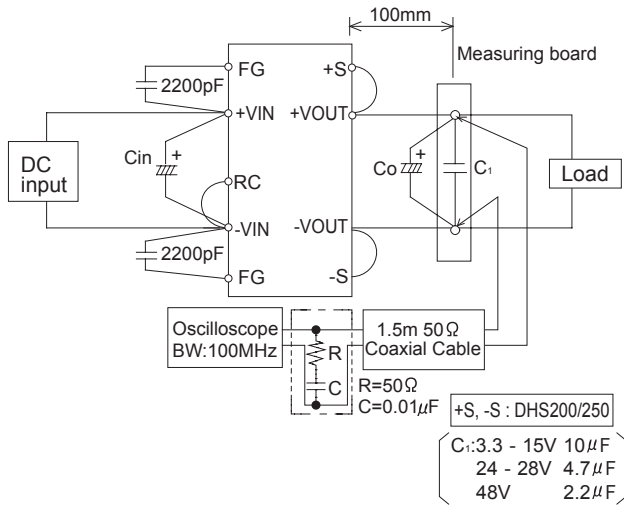 100mm
Measuring board
FG
+S
2200pF
+VIN
+VOUT
Cin
+
DC
input
RC
Co
+
C₁
Load
-VIN
-VOUT
2200pF
FG
-S
Oscilloscope
BW:100MHz
R
C
1.5m 50Ω
Coaxial Cable
R=50Ω
C=0.01μF
+S, -S : DHS200/250
C₁:3.3 - 15V 10μF
24 - 28V 4.7μF
48V 2.2μF